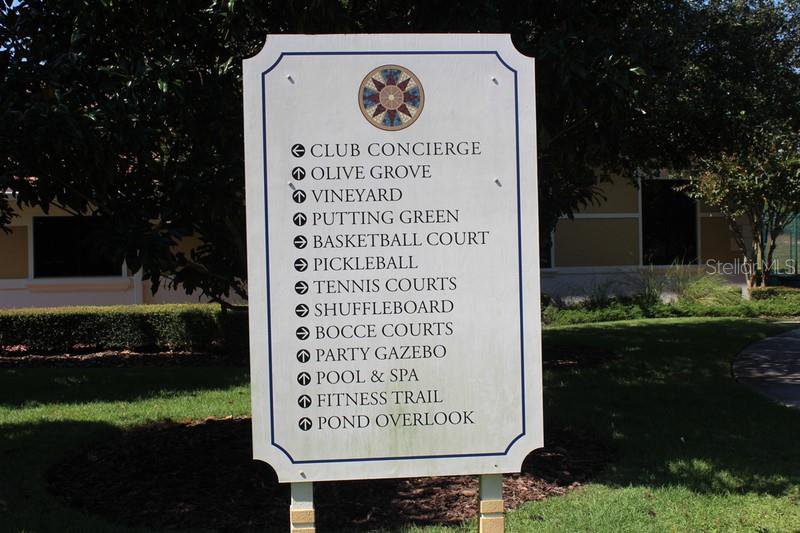 CLUB CONCIERGE
OLIVE GROVE
VINEYARD
PUTTING GREEN
BASKETBALL COURT
PICKLEBALL
TENNIS COURTS
SHUFFLEBOARD
BOCCE COURTS
PARTY GAZEBO
POOL & SPA
FITNESS TRAIL
POND OVERLOOK
StellarMLS